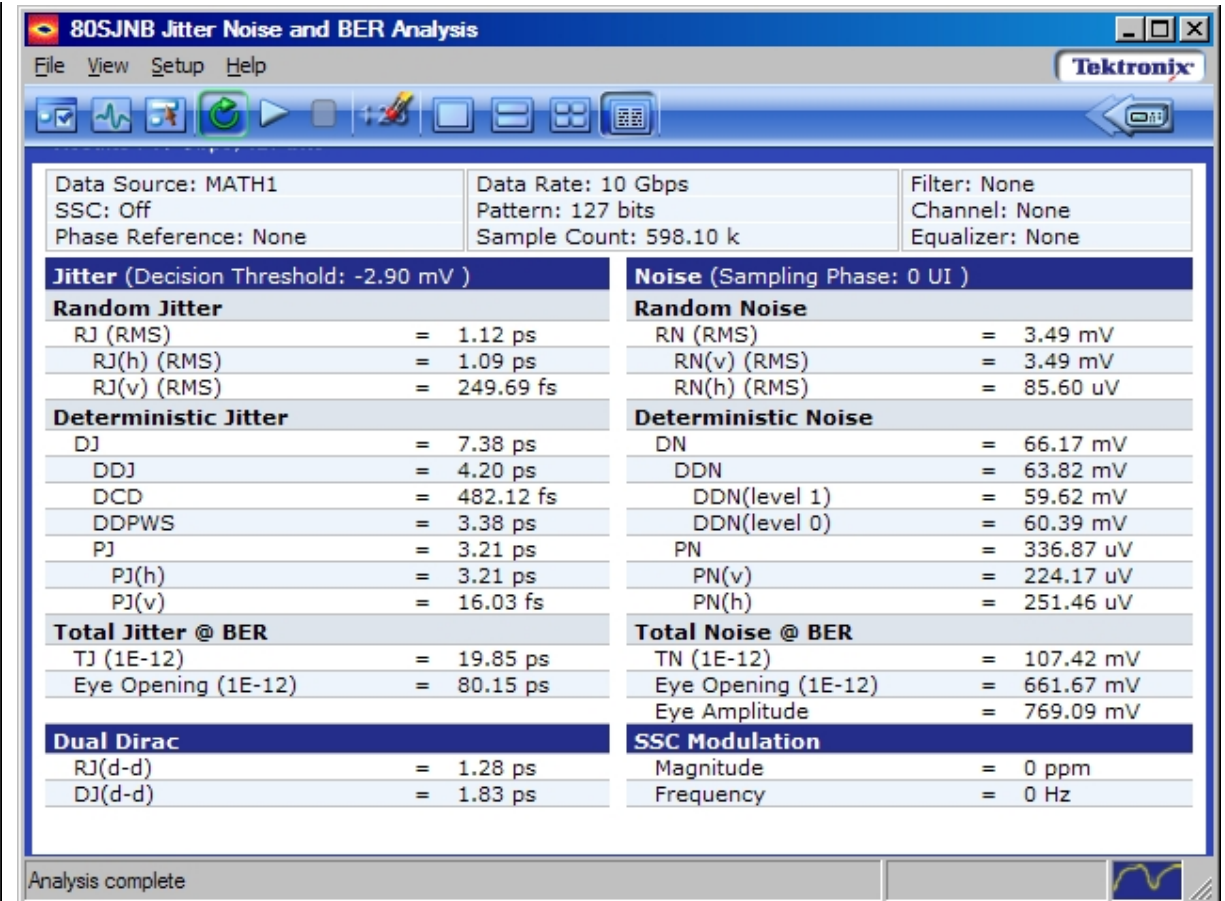 80SJNB Jitter Noise and BER Analysis
File View Setup Help
Tektronix
Data Source: MATH1
SSC: Off
Phase Reference: None
Data Rate: 10 Gbps
Pattern: 127 bits
Sample Count: 598.10 k
Filter: None
Channel: None
Equalizer: None
Jitter (Decision Threshold: -2.90 mV )
Random Jitter
RJ (RMS) = 1.12 ps
RJ(h) (RMS) = 1.09 ps
RJ(v) (RMS) = 249.69 fs
Deterministic Jitter
DJ = 7.38 ps
DDJ = 4.20 ps
DCD = 482.12 fs
DDPWS = 3.38 ps
PJ = 3.21 ps
PJ(h) = 3.21 ps
PJ(v) = 16.03 fs
Total Jitter @ BER
TJ (1E-12) = 19.85 ps
Eye Opening (1E-12) = 80.15 ps
Dual Dirac
RJ(d-d) = 1.28 ps
DJ(d-d) = 1.83 ps
Noise (Sampling Phase: 0 UI )
Random Noise
RN (RMS) = 3.49 mV
RN(v) (RMS) = 3.49 mV
RN(h) (RMS) = 85.60 uV
Deterministic Noise
DN = 66.17 mV
DDN = 63.82 mV
DDN(level 1) = 59.62 mV
DDN(level 0) = 60.39 mV
PN = 336.87 uV
PN(v) = 224.17 uV
PN(h) = 251.46 uV
Total Noise @ BER
TN (1E-12) = 107.42 mV
Eye Opening (1E-12) = 661.67 mV
Eye Amplitude = 769.09 mV
SSC Modulation
Magnitude = 0 ppm
Frequency = 0 Hz
Analysis complete